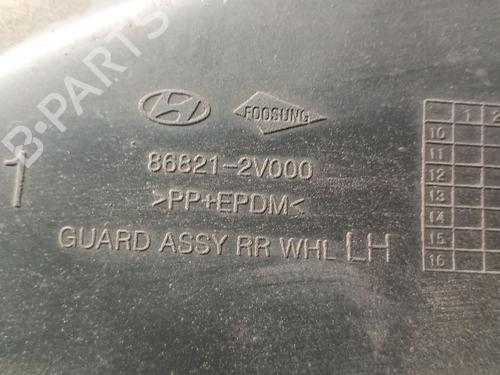 B-PARTS
FOOSUNG
86821-2V000
>PP+EPDM<
GUARD ASSY RR WHL LH
1
1 2
10
11
12
13
14
15
16